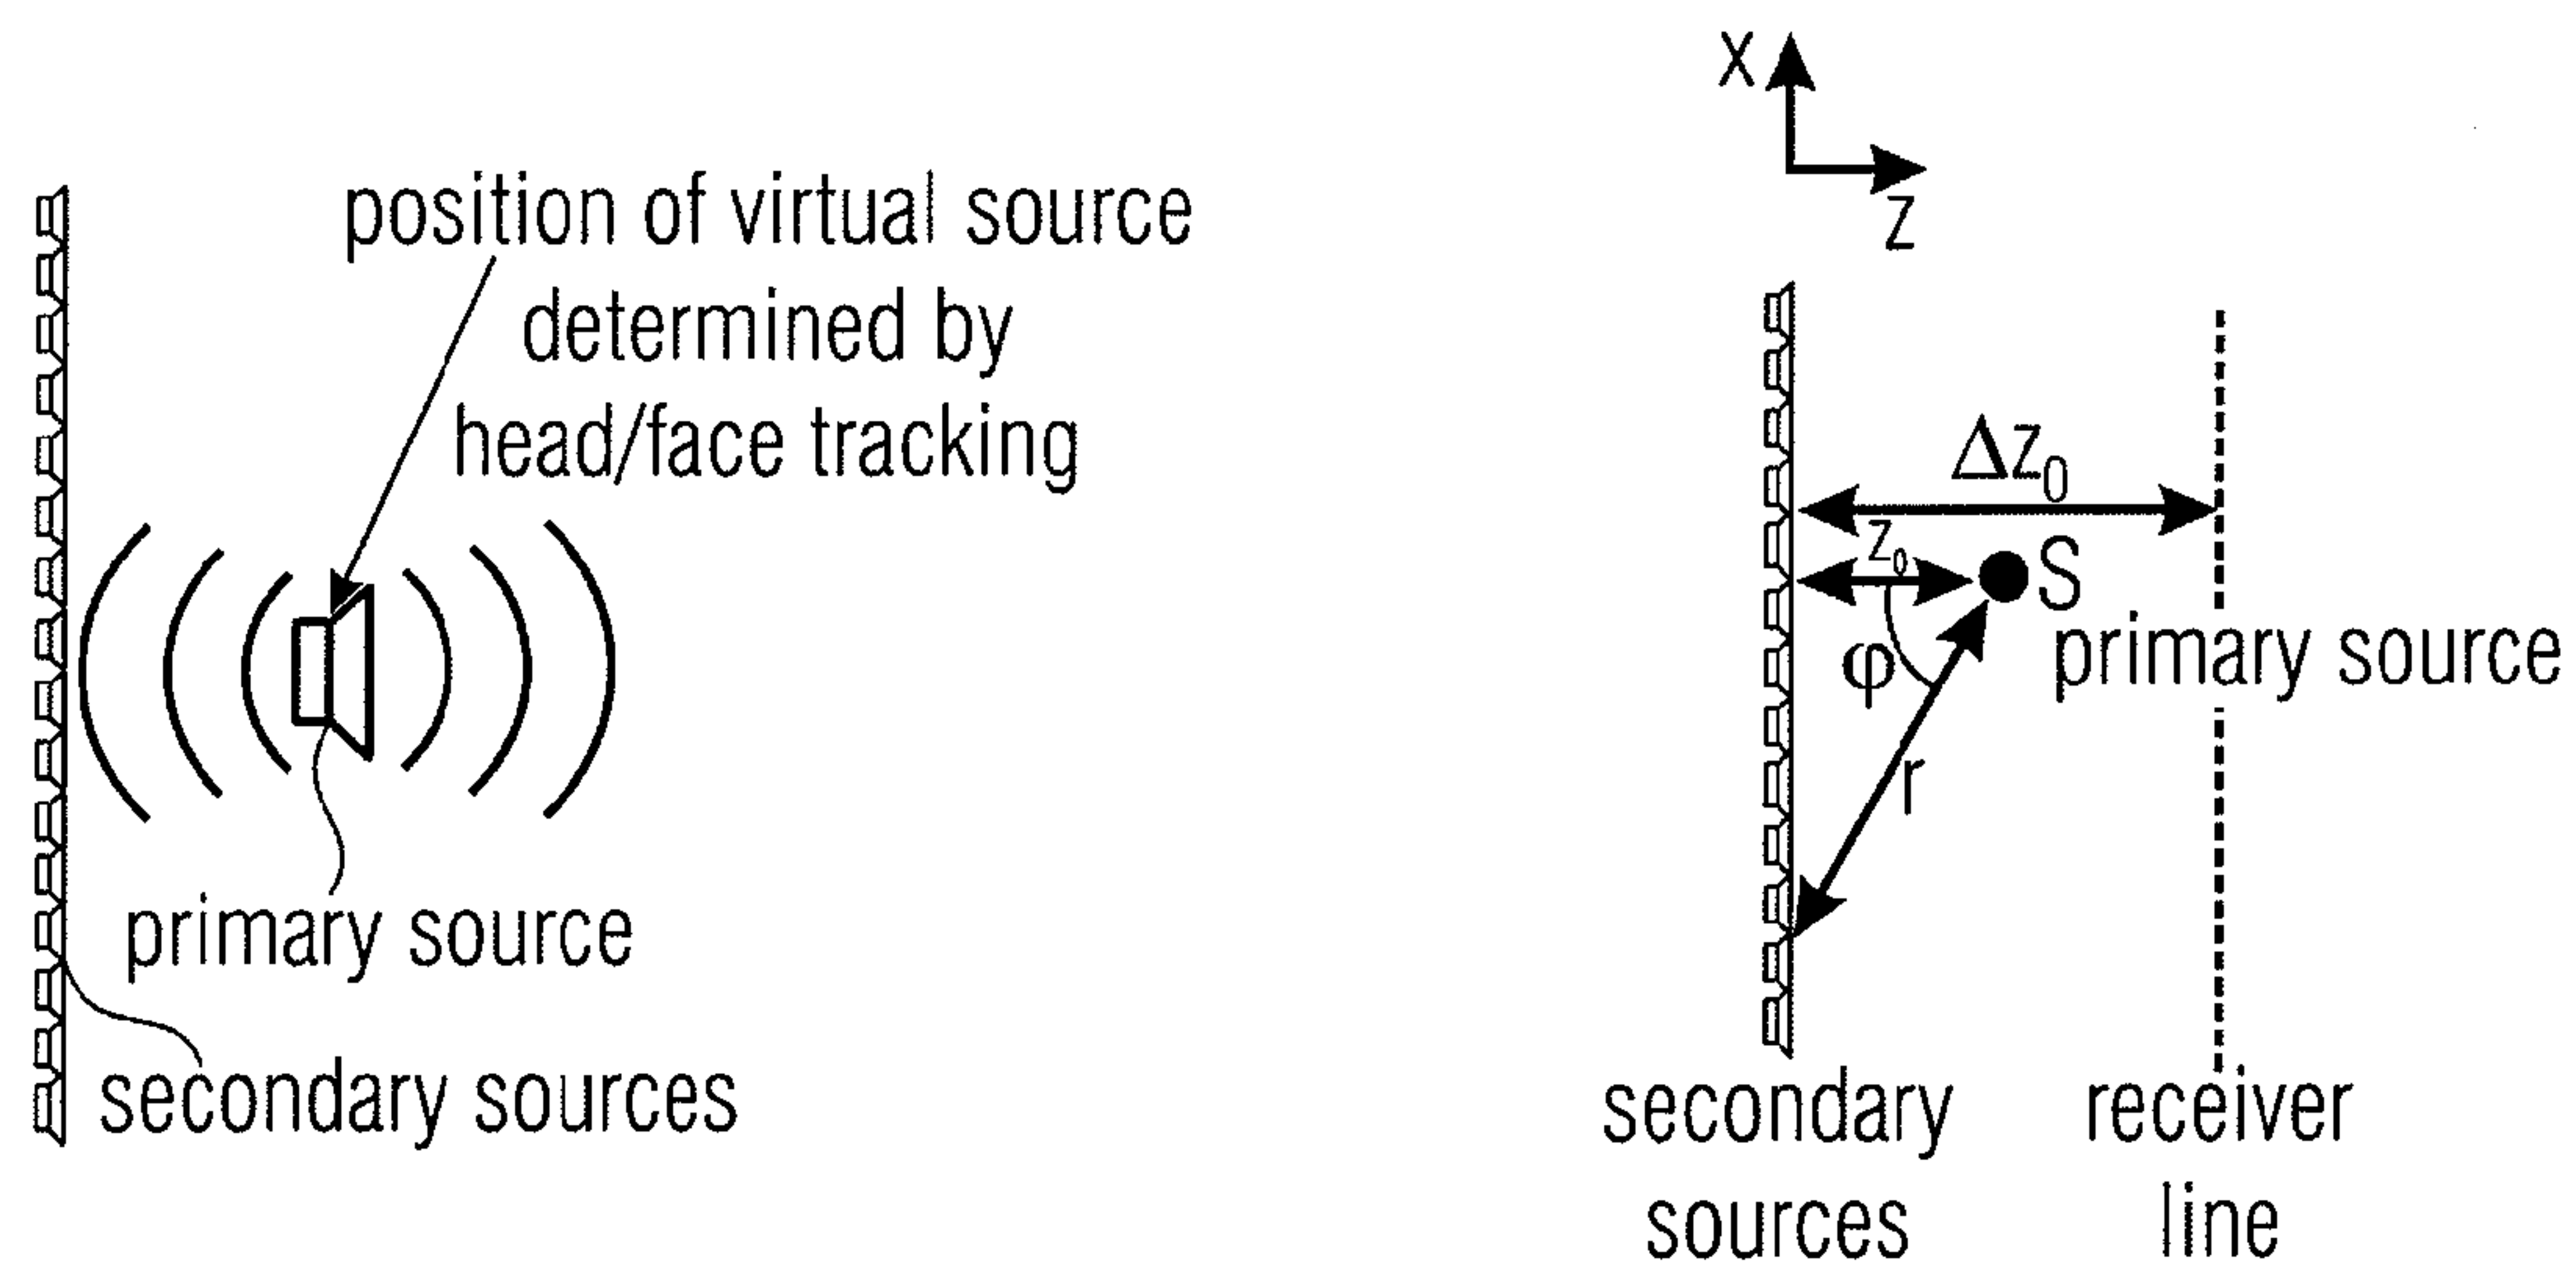 position of virtual source
determined by
head/face tracking
primary source
secondary sources
X
Z
Δz₀
z₀
S
primary source
φ
r
secondary
sources
receiver
line